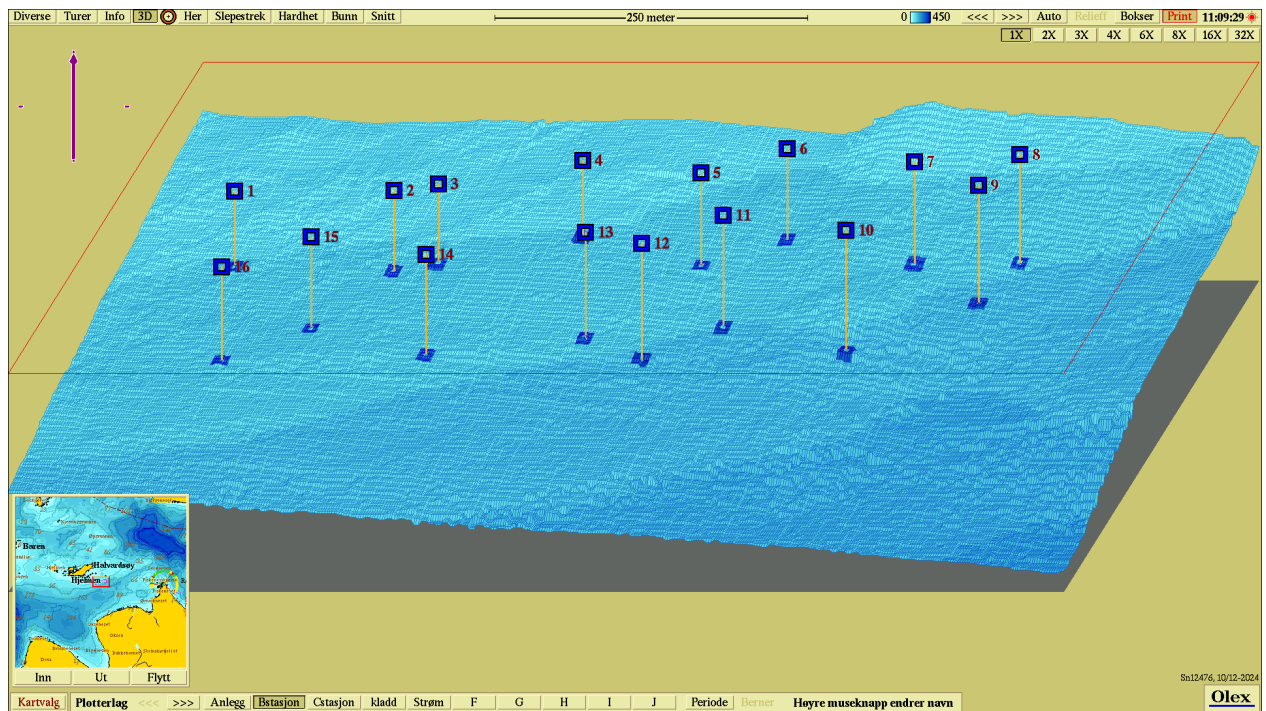 Diverse Turer Info 3D Her Slepestrek Hardhet Bunn Snitt 250 meter 0 450 <<< >>> Auto Relieff Bokser Print 11:09:29
1X 2X 3X 4X 6X 8X 16X 32X
6
4 7 8
5
1 2 3 9
11
15 13 12 10
16 14
Baren
Halvardsøy
Hjelmen
Inn Ut Flytt
Sn12476, 10/12-2024
Kartvalg Plotterlag <<< >>> Anlegg Bstasjon Cstasjon kladd Strøm F G H I J Periode Berner Høyre museknapp endrer navn Olex